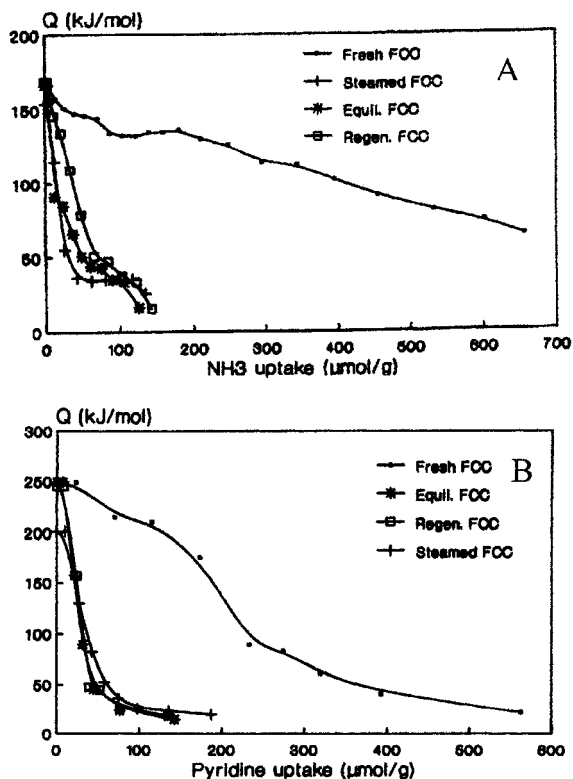 Q (kJ/mol)
200
150
100
50
0
Fresh FCC
Steamed FCC
Equil. FCC
Regen. FCC
A
0 100 200 300 400 500 600 700
NH3 uptake (μmol/g)
Q (kJ/mol)
300
250
200
150
100
50
0
Fresh FCC
Equil. FCC
Regen. FCC
Steamed FCC
B
0 100 200 300 400 500 600
Pyridine uptake (μmol/g)